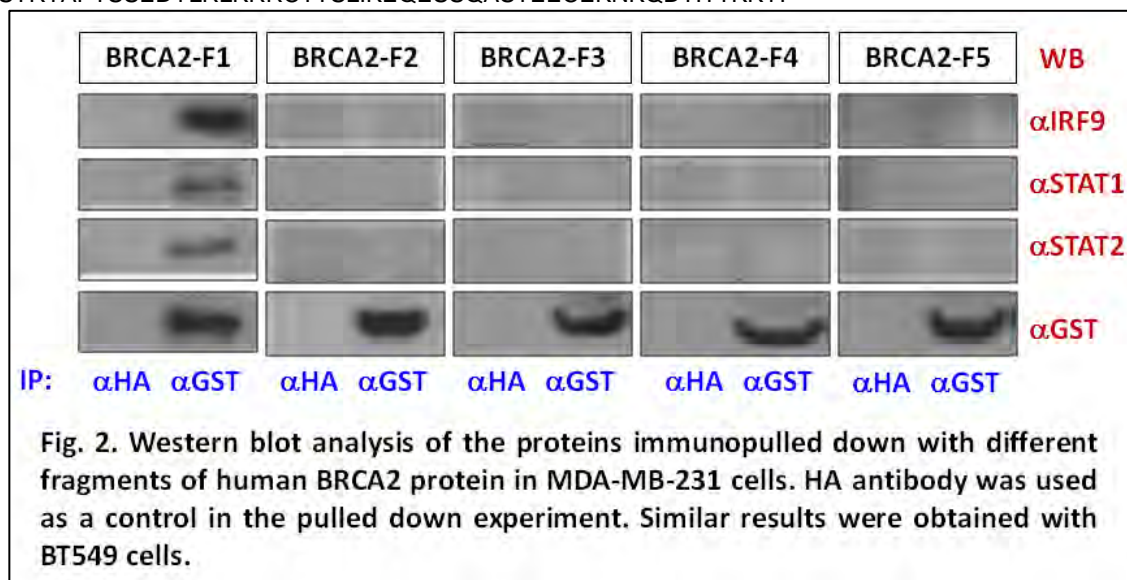 BRCA2-F1 BRCA2-F2 BRCA2-F3 BRCA2-F4 BRCA2-F5 WB
αIRF9
αSTAT1
αSTAT2
αGST
IP: αHA αGST αHA αGST αHA αGST αHA αGST αHA αGST
Fig. 2. Western blot analysis of the proteins immunopulled down with different
fragments of human BRCA2 protein in MDA-MB-231 cells. HA antibody was used
as a control in the pulled down experiment. Similar results were obtained with
BT549 cells.